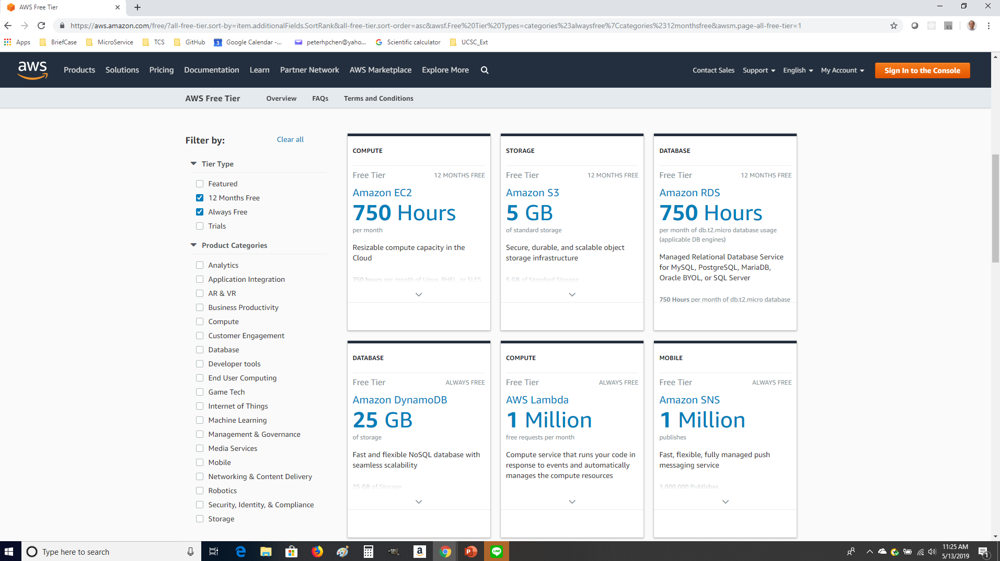 AWS Free Tier
https://aws.amazon.com/free/?all-free-tier.sort-by=item.additionalFields.SortRank&all-free-tier.sort-order=asc&awsf.Free%20Tier%20Types=categories%23alwaysfree%7Ccategories%2312monthsfree&awsm.page-all-free-tier=1
ES
Apps BriefCase MicroService TCS GitHub 3 Google Calendar -... peterhpchen@yaho... Scientific calculator UCSC_Ext
aws Products Solutions Pricing Documentation Learn Partner Network AWS Marketplace Explore More Contact Sales Support English My Account Sign In to the Console
AWS Free Tier Overview FAQs Terms and Conditions
Filter by: Clear all
Tier Type
Featured
12 Months Free
Always Free
Trials
Product Categories
Analytics
Application Integration
AR & VR
Business Productivity
Compute
Customer Engagement
Database
Developer tools
End User Computing
Game Tech
Internet of Things
Machine Learning
Management & Governance
Media Services
Mobile
Networking & Content Delivery
Robotics
Security, Identity, & Compliance
Storage
COMPUTE
Free Tier 12 MONTHS FREE
Amazon EC2
750 Hours
per month
Resizable compute capacity in the
Cloud
750 hours per month of Linux, RHEL, or SLES
STORAGE
Free Tier 12 MONTHS FREE
Amazon S3
5 GB
of standard storage
Secure, durable, and scalable object
storage infrastructure
5 GB of Standard Storage
DATABASE
Free Tier 12 MONTHS FREE
Amazon RDS
750 Hours
per month of db.t2.micro database usage
(applicable DB engines)
Managed Relational Database Service
for MySQL, PostgreSQL, MariaDB,
Oracle BYOL, or SQL Server
750 Hours per month of db.t2.micro database
DATABASE
Free Tier ALWAYS FREE
Amazon DynamoDB
25 GB
of storage
Fast and flexible NoSQL database with
seamless scalability
25 GB of Storage
COMPUTE
Free Tier ALWAYS FREE
AWS Lambda
1 Million
free requests per month
Compute service that runs your code in
response to events and automatically
manages the compute resources
MOBILE
Free Tier ALWAYS FREE
Amazon SNS
1 Million
publishes
Fast, flexible, fully managed push
messaging service
1,000,000 Publishes
Type here to search
a
LINE
11:25 AM
5/13/2019
1